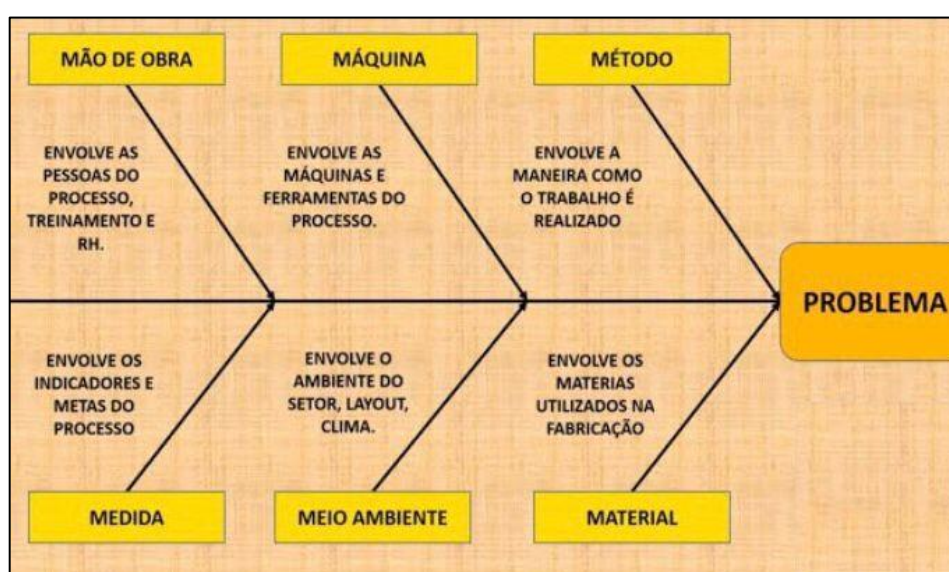 MÃO DE OBRA
MÁQUINA
MÉTODO
ENVOLVE AS
PESSOAS DO
PROCESSO,
TREINAMENTO E
RH.
ENVOLVE AS
MÁQUINAS E
FERRAMENTAS DO
PROCESSO.
ENVOLVE A
MANEIRA COMO
O TRABALHO É
REALIZADO
PROBLEMA
ENVOLVE OS
INDICADORES E
METAS DO
PROCESSO
ENVOLVE O
AMBIENTE DO
SETOR, LAYOUT,
CLIMA.
ENVOLVE OS
MATERIAS
UTILIZADOS NA
FABRICAÇÃO
MEDIDA
MEIO AMBIENTE
MATERIAL